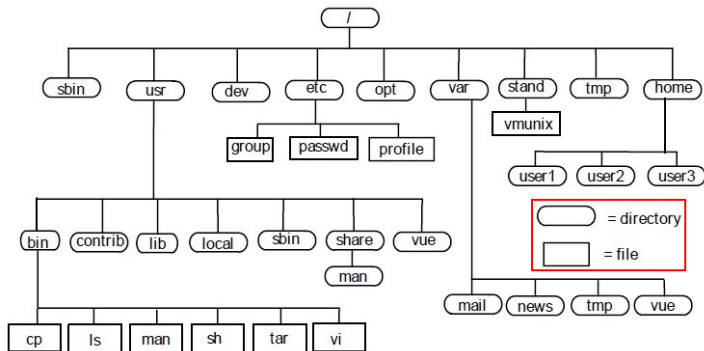 /
sbin usr dev etc opt var stand tmp home
vmunix
group passwd profile
user1 user2 user3
= directory
bin contrib lib local sbin share vue
= file
man
mail news tmp vue
cp ls man sh tar vi